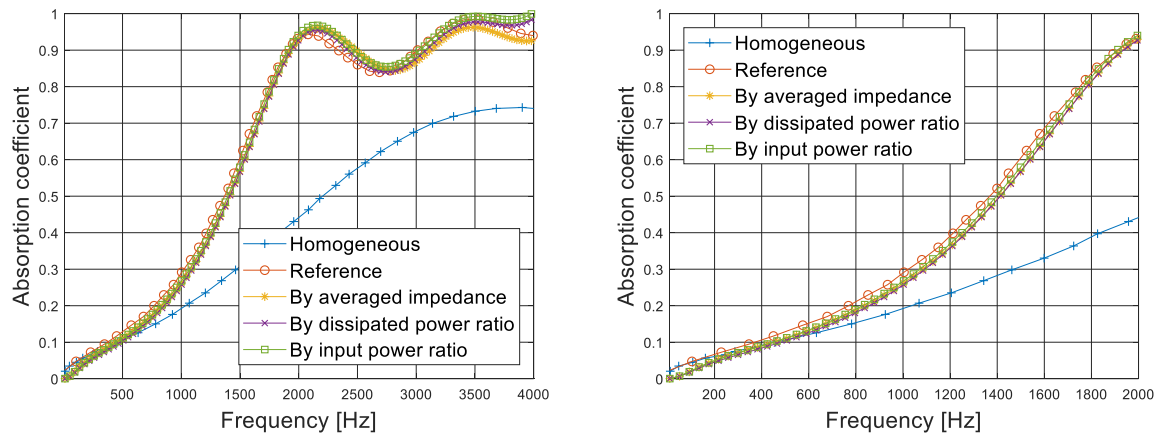 1
0.9
0.8
0.7
0.6
0.5
0.4
0.3
0.2
0.1
0
Absorption coefficient
500 1000 1500 2000 2500 3000 3500 4000
Frequency [Hz]
Homogeneous
Reference
By averaged impedance
By dissipated power ratio
By input power ratio
1
0.9
0.8
0.7
0.6
0.5
0.4
0.3
0.2
0.1
0
Absorption coefficient
200 400 600 800 1000 1200 1400 1600 1800 2000
Frequency [Hz]
Homogeneous
Reference
By averaged impedance
By dissipated power ratio
By input power ratio